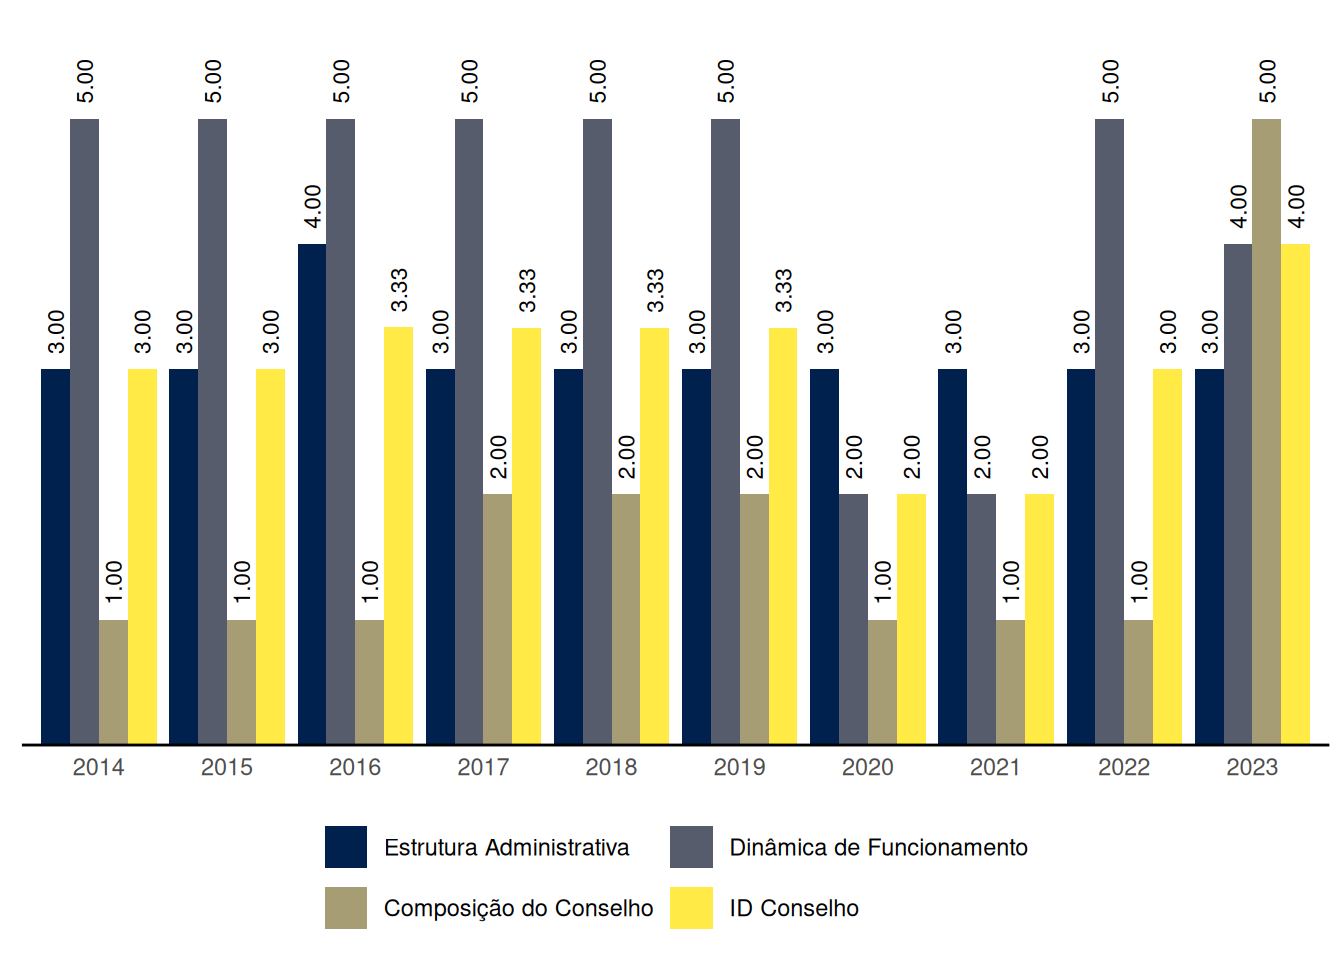 5.00 5.00 5.00 5.00 5.00 5.00 5.00 5.00
4.00 4.00 4.00
3.33 3.33 3.33 3.33
3.00 3.00 3.00 3.00 3.00 3.00 3.00 3.00 3.00 3.00 3.00 3.00
2.00 2.00 2.00 2.00 2.00 2.00 2.00
1.00 1.00 1.00 1.00 1.00 1.00
2014 2015 2016 2017 2018 2019 2020 2021 2022 2023
Estrutura Administrativa Dinâmica de Funcionamento
Composição do Conselho ID Conselho